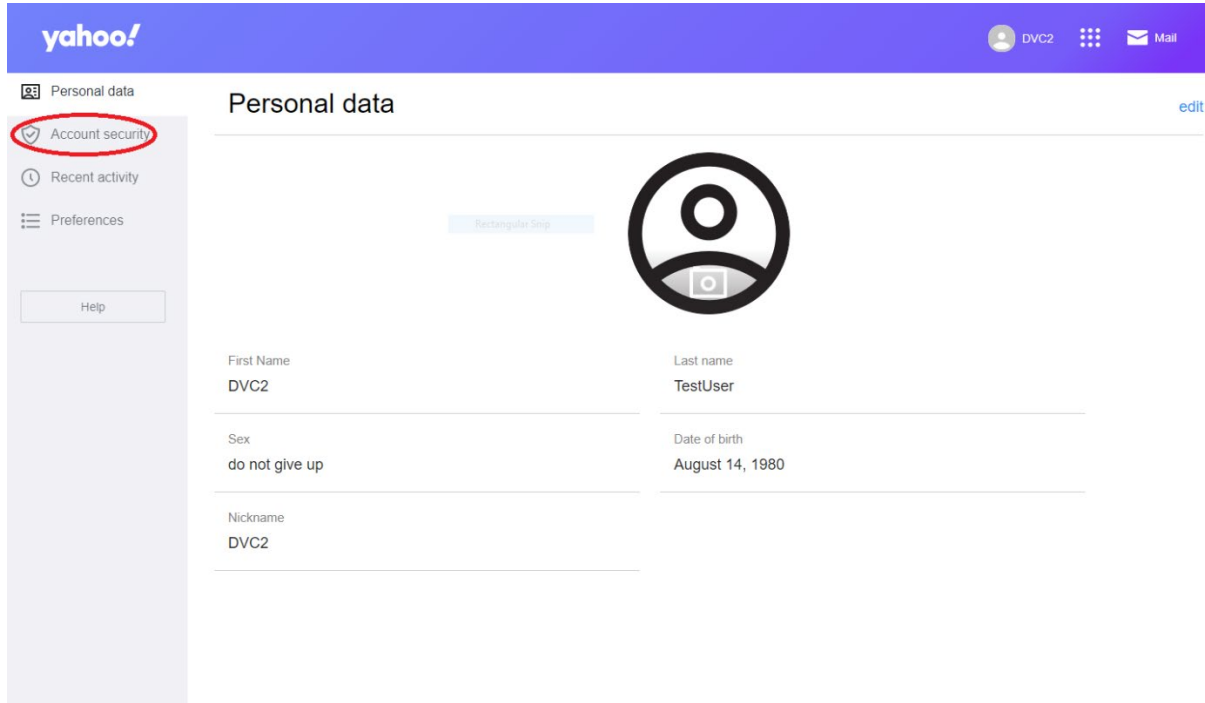 yahoo!
DVC2
Mail
Personal data
Account security
Recent activity
Preferences
Help
Personal data
edit
Rectangular Snip
First Name
DVC2
Last name
TestUser
Sex
do not give up
Date of birth
August 14, 1980
Nickname
DVC2